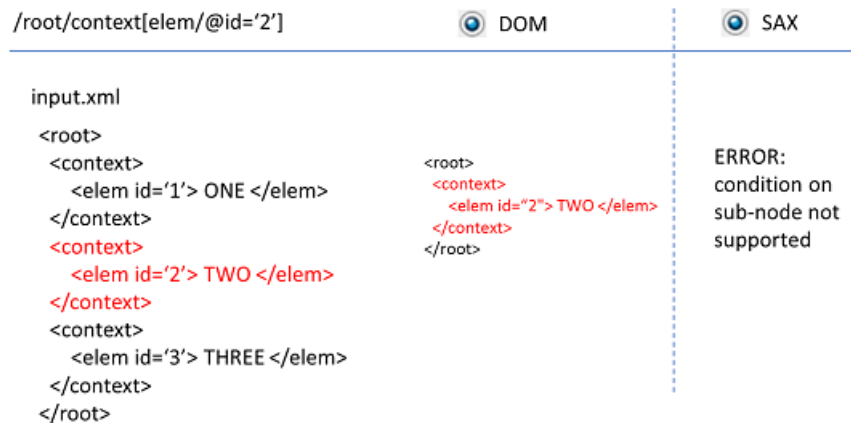 /root/context[elem/@id=‘2’]
DOM
SAX
input.xml
<root>
<context>
<elem id=‘1’> ONE </elem>
</context>
<context>
<elem id=‘2’> TWO </elem>
</context>
<context>
<elem id=‘3’> THREE </elem>
</context>
</root>
<root>
<context>
<elem id=“2"> TWO </elem>
</context>
</root>
ERROR:
condition on
sub-node not
supported